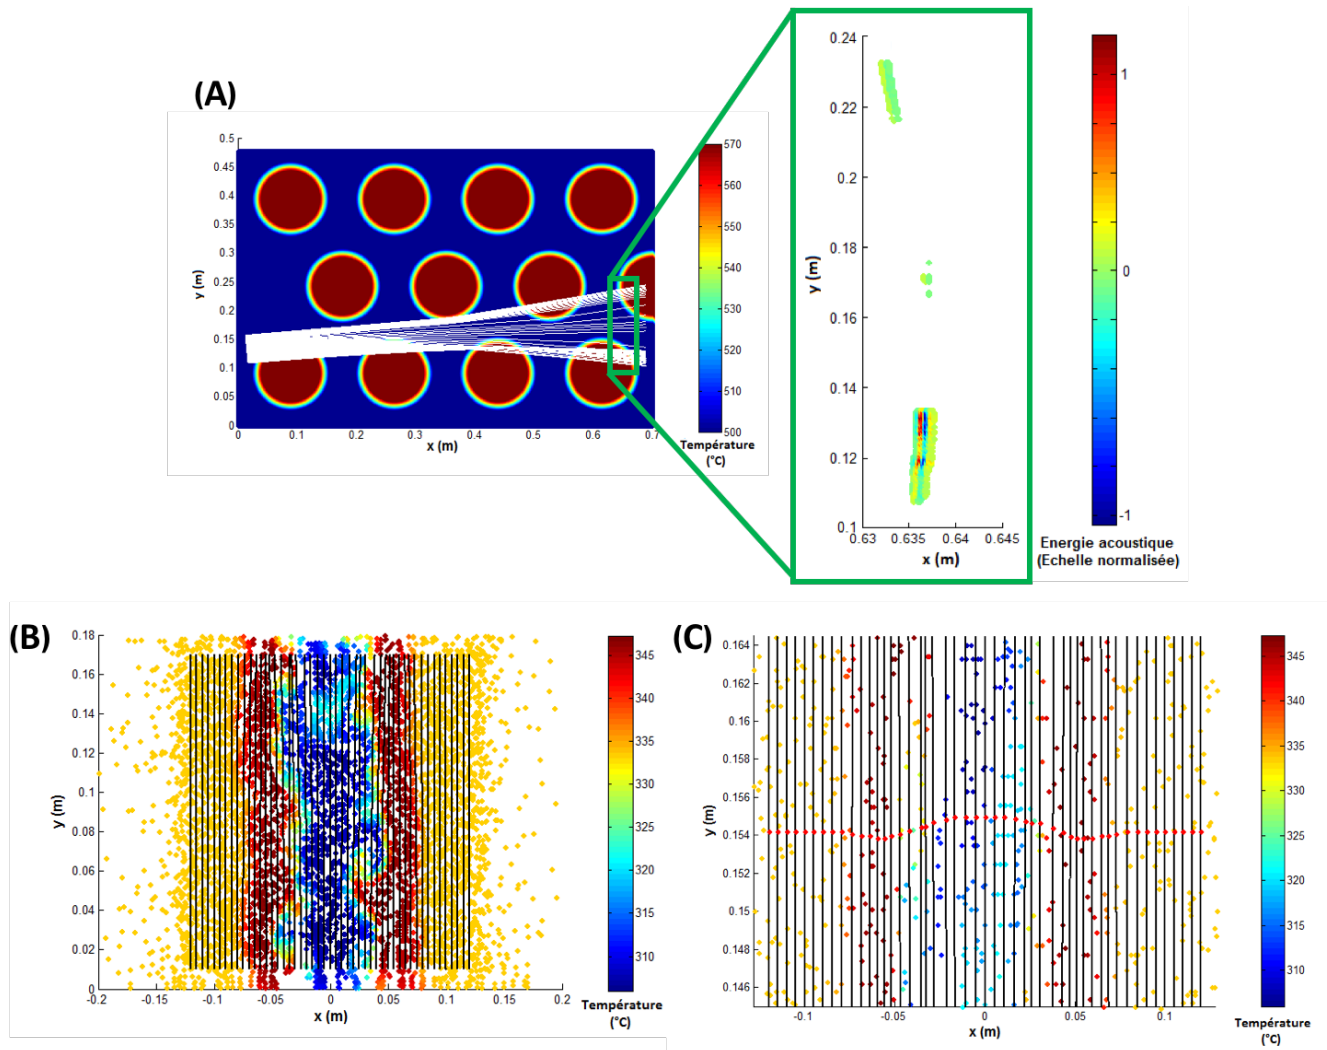 (A)
0.5
0.45
0.4
0.35
0.3
0.25
0.2
0.15
0.1
0.05
0
y (m)
0 0.1 0.2 0.3 0.4 0.5 0.6 0.7
x (m)
570
560
550
540
530
520
510
500
Température
(°C)
0.24
0.22
0.2
0.18
0.16
0.14
0.12
0.1
y (m)
0.63 0.635 0.64 0.645
x (m)
1
0
-1
Energie acoustique
(Echelle normalisée)
(B)
0.18
0.16
0.14
0.12
0.1
0.08
0.06
0.04
0.02
0
y (m)
-0.2 -0.15 -0.1 -0.05 0 0.05 0.1 0.15 0.2
x (m)
345
340
335
330
325
320
315
310
Température
(°C)
(C)
0.164
0.162
0.16
0.158
0.156
0.154
0.152
0.15
0.148
0.146
y (m)
-0.1 -0.05 0 0.05 0.1
x (m)
345
340
335
330
325
320
315
310
Température
(°C)